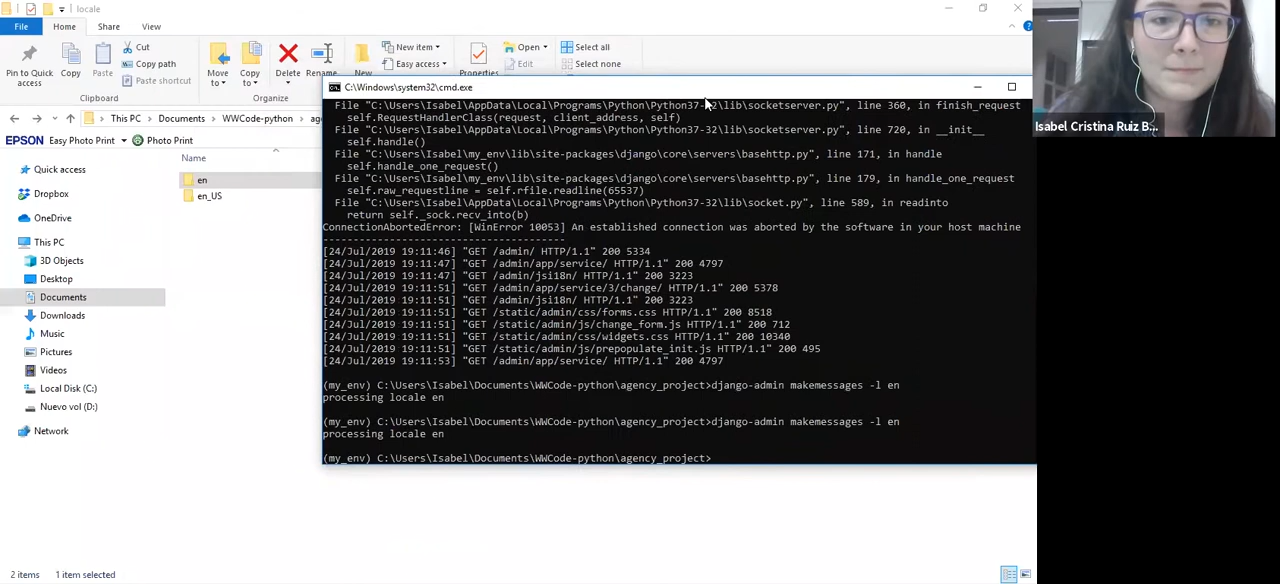 locale
File
Home
Share
View
Pin to Quick access
Copy
Paste
Cut
Copy path
Paste shortcut
Clipboard
Move to
Copy to
Delete
Rename
Organize
New
New item
Easy access
Properties
Open
Edit
Select all
Select none
This PC
Documents
WWCode-python
EPSON Easy Photo Print
Photo Print
Name
en
en_US
Quick access
Dropbox
OneDrive
This PC
3D Objects
Desktop
Documents
Downloads
Music
Pictures
Videos
Local Disk (C:)
Nuevo vol (D:)
Network
2 items
1 item selected
C:\Windows\system32\cmd.exe
File "C:\Users\Isabel\AppData\Local\Programs\Python\Python37-32\lib\socketserver.py", line 360, in finish_request
self.RequestHandlerClass(request, client_address, self)
File "C:\Users\Isabel\AppData\Local\Programs\Python\Python37-32\lib\socketserver.py", line 720, in __init__
self.handle()
File "C:\Users\Isabel\my_env\lib\site-packages\django\core\servers\basehttp.py", line 171, in handle
self.handle_one_request()
File "C:\Users\Isabel\my_env\lib\site-packages\django\core\servers\basehttp.py", line 179, in handle_one_request
self.raw_requestline = self.rfile.readline(65537)
File "C:\Users\Isabel\AppData\Local\Programs\Python\Python37-32\lib\socket.py", line 589, in readinto
return self._sock.recv_into(b)
ConnectionAbortedError: [WinError 10053] An established connection was aborted by the software in your host machine
----------------------------------------
[24/Jul/2019 19:11:46] "GET /admin/ HTTP/1.1" 200 5334
[24/Jul/2019 19:11:47] "GET /admin/app/service/ HTTP/1.1" 200 4797
[24/Jul/2019 19:11:47] "GET /admin/jsi18n/ HTTP/1.1" 200 3223
[24/Jul/2019 19:11:51] "GET /admin/app/service/3/change/ HTTP/1.1" 200 5378
[24/Jul/2019 19:11:51] "GET /admin/jsi18n/ HTTP/1.1" 200 3223
[24/Jul/2019 19:11:51] "GET /static/admin/css/forms.css HTTP/1.1" 200 8518
[24/Jul/2019 19:11:51] "GET /static/admin/js/change_form.js HTTP/1.1" 200 712
[24/Jul/2019 19:11:51] "GET /static/admin/css/widgets.css HTTP/1.1" 200 10340
[24/Jul/2019 19:11:51] "GET /static/admin/js/prepopulate_init.js HTTP/1.1" 200 495
[24/Jul/2019 19:11:53] "GET /admin/app/service/ HTTP/1.1" 200 4797
(my_env) C:\Users\Isabel\Documents\WWCode-python\agency_project>django-admin makemessages -l en
processing locale en
(my_env) C:\Users\Isabel\Documents\WWCode-python\agency_project>django-admin makemessages -l en
processing locale en
(my_env) C:\Users\Isabel\Documents\WWCode-python\agency_project>
Isabel Cristina Ruiz B...